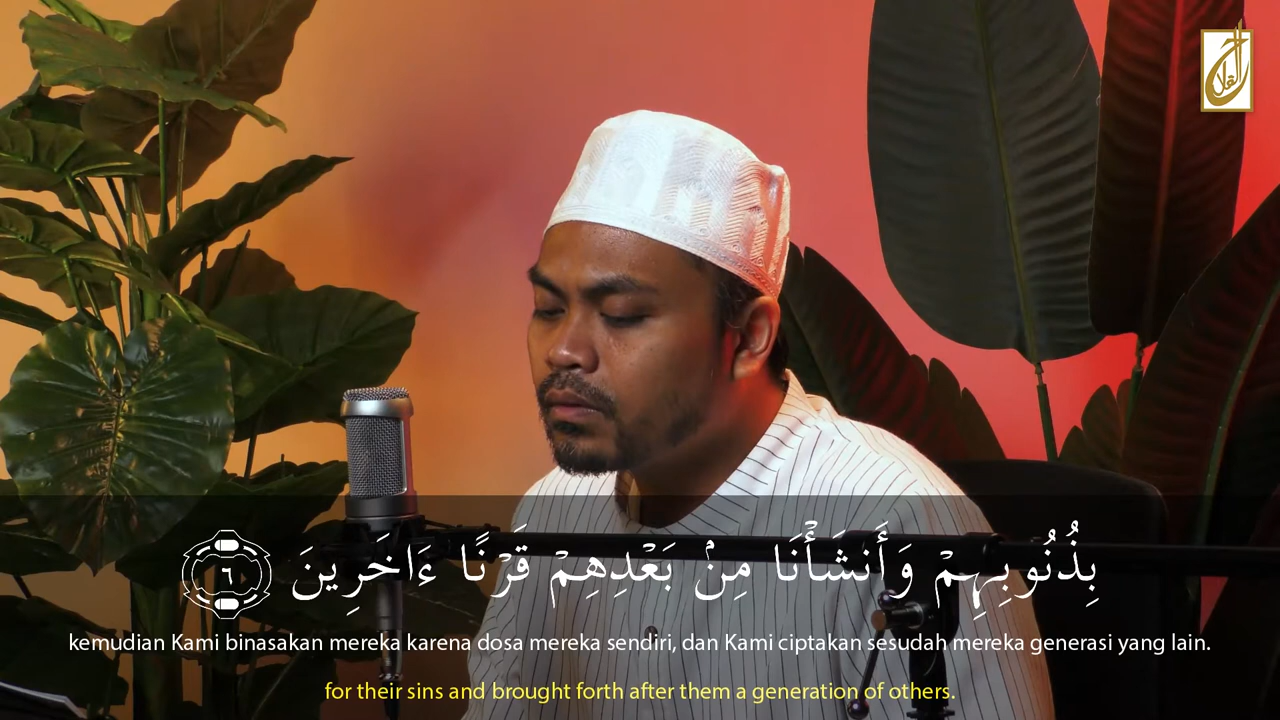 بِذُنُوبِهِمْ وَأَنشَأْنَا مِنۢ بَعْدِهِمْ قَرْنًا ءَاخَرِينَ ٦
kemudian Kami binasakan mereka karena dosa mereka sendiri, dan Kami ciptakan sesudah mereka generasi yang lain.
for their sins and brought forth after them a generation of others.